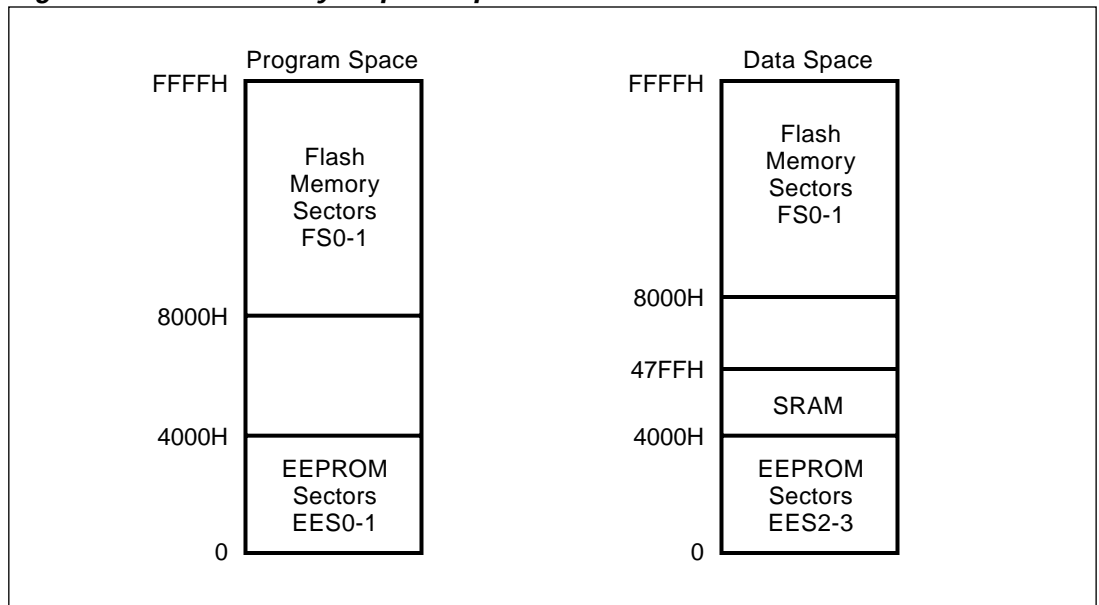 Program Space
FFFFH
Flash
Memory
Sectors
FS0-1
8000H
4000H
EEPROM
Sectors
EES0-1
0
Data Space
FFFFH
Flash
Memory
Sectors
FS0-1
8000H
47FFH
SRAM
4000H
EEPROM
Sectors
EES2-3
0